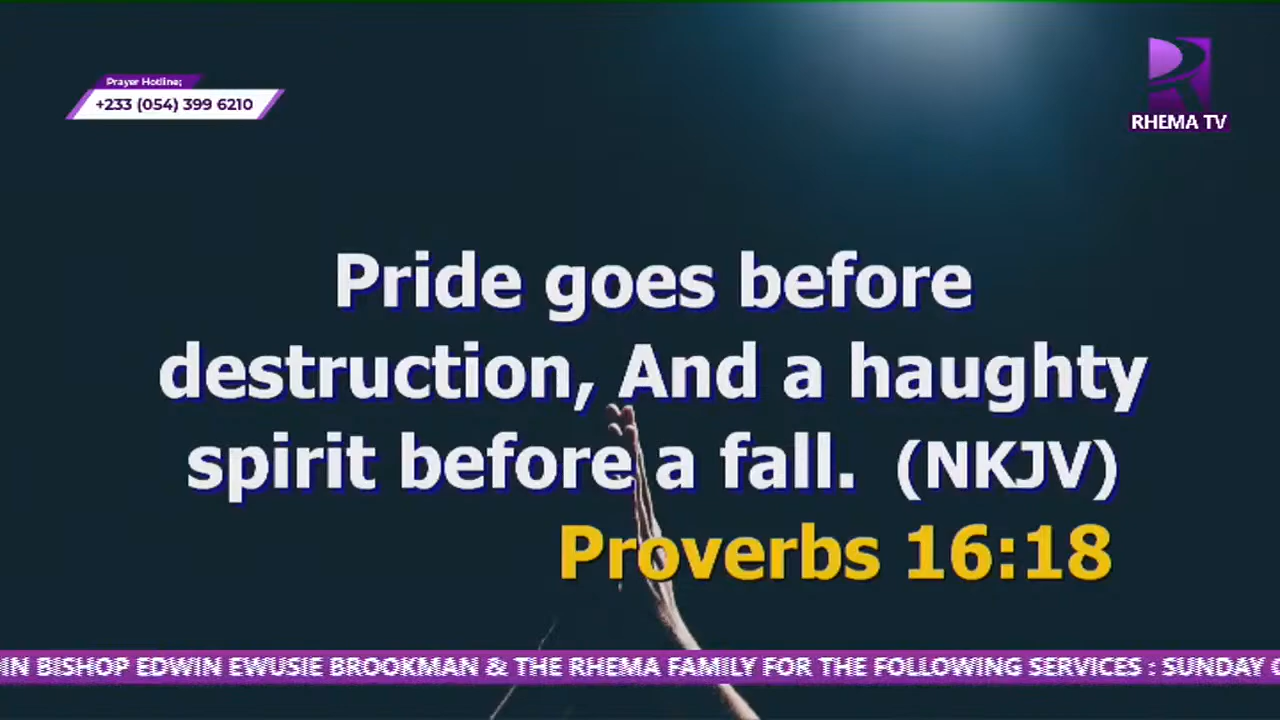 Prayer Hotline;
+233 (054) 399 6210
RHEMA TV
Pride goes before
destruction, And a haughty
spirit before a fall. (NKJV)
Proverbs 16:18
BISHOP EDWIN EWUSIE BROOKMAN & THE RHEMA FAMILY FOR THE FOLLOWING SERVICES : SUNDAY